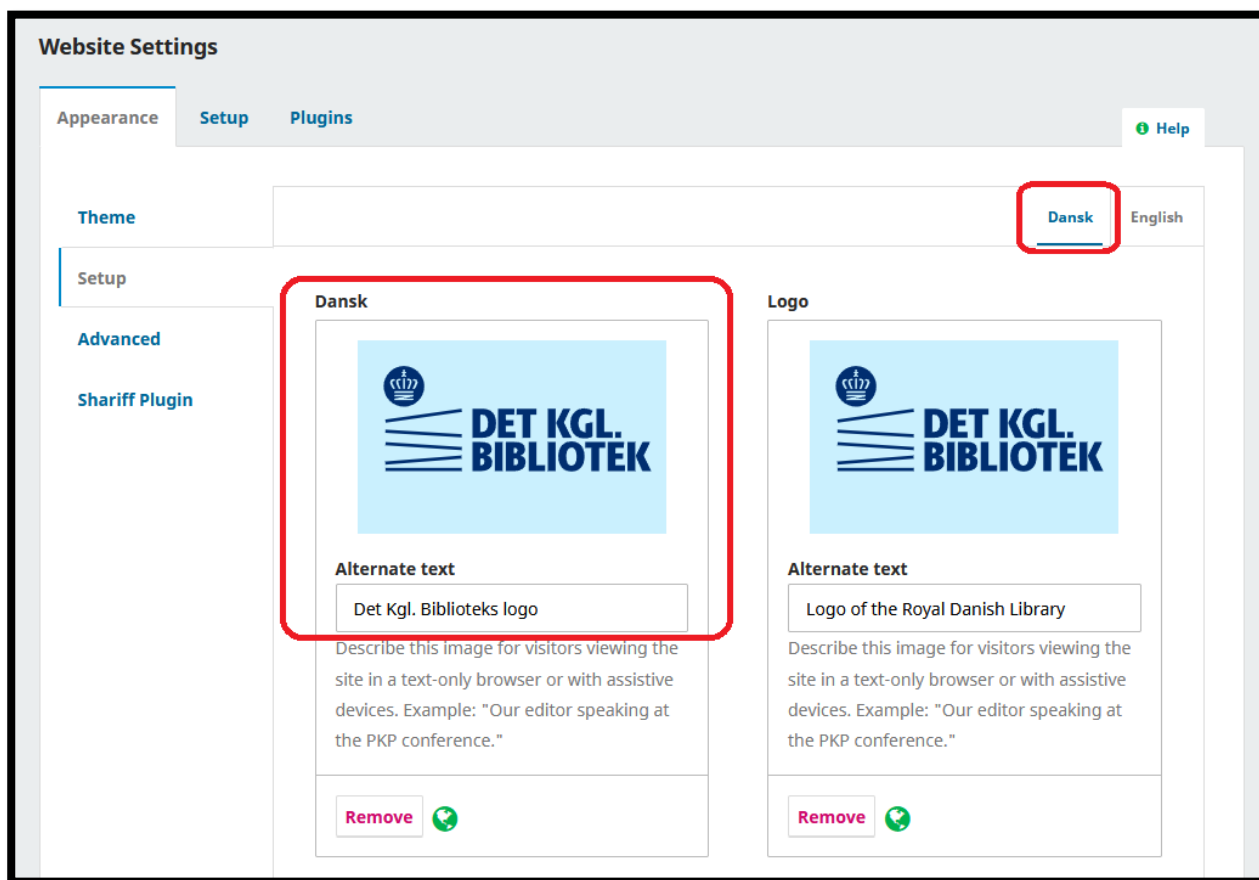 Website Settings
Appearance Setup Plugins
Help
Theme
Setup
Advanced
Shariff Plugin
Dansk English
Dansk
DET KGL.
BIBLIOTEK
Alternate text
Det Kgl. Biblioteks logo
Describe this image for visitors viewing the
site in a text-only browser or with assistive
devices. Example: "Our editor speaking at
the PKP conference."
Remove
Logo
DET KGL.
BIBLIOTEK
Alternate text
Logo of the Royal Danish Library
Describe this image for visitors viewing the
site in a text-only browser or with assistive
devices. Example: "Our editor speaking at
the PKP conference."
Remove